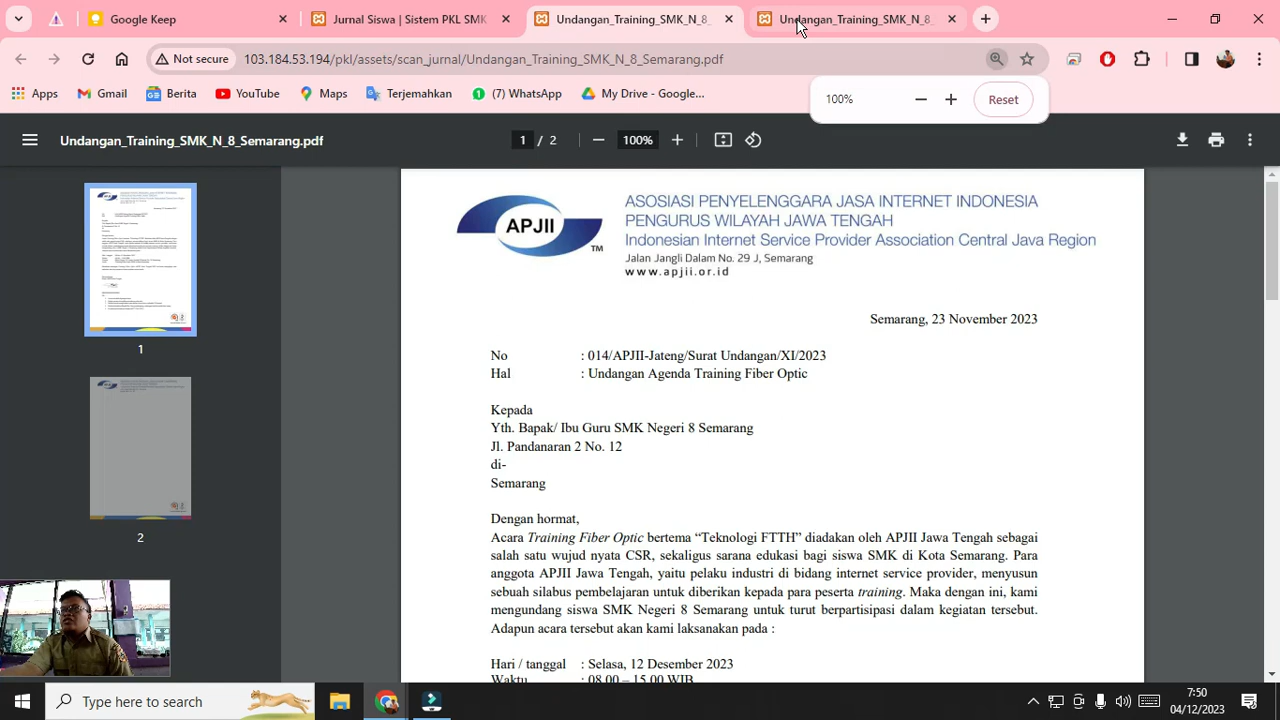 Google Keep
Jurnal Siswa | Sistem PKL SMK
Undangan_Training_SMK_N_8_
Undangan_Training_SMK_N_8_
Not secure
103.184.53.194/pkl/assets/scan_jurnal/Undangan_Training_SMK_N_8_Semarang.pdf
Apps
Gmail
Berita
YouTube
Maps
Terjemahkan
(7) WhatsApp
My Drive - Google...
100%
Reset
Undangan_Training_SMK_N_8_Semarang.pdf
1 / 2
100%
1
2
APJII
TM
ASOSIASI PENYELENGGARA JASA INTERNET INDONESIA
PENGURUS WILAYAH JAWA TENGAH
Indonesian Internet Service Provider Association Central Java Region
Jalan Jangli Dalam No. 29 J, Semarang
www.apjii.or.id
Semarang, 23 November 2023
No : 014/APJII-Jateng/Surat Undangan/XI/2023
Hal : Undangan Agenda Training Fiber Optic
Kepada
Yth. Bapak/ Ibu Guru SMK Negeri 8 Semarang
Jl. Pandanaran 2 No. 12
di-
Semarang
Dengan hormat,
Acara Training Fiber Optic bertema “Teknologi FTTH” diadakan oleh APJII Jawa Tengah sebagai
salah satu wujud nyata CSR, sekaligus sarana edukasi bagi siswa SMK di Kota Semarang. Para
anggota APJII Jawa Tengah, yaitu pelaku industri di bidang internet service provider, menyusun
sebuah silabus pembelajaran untuk diberikan kepada para peserta training. Maka dengan ini, kami
mengundang siswa SMK Negeri 8 Semarang untuk turut berpartisipasi dalam kegiatan tersebut.
Adapun acara tersebut akan kami laksanakan pada :
Hari / tanggal : Selasa, 12 Desember 2023
Waktu : 08.00 – 15.00 WIB
Type here to search
7:50
04/12/2023